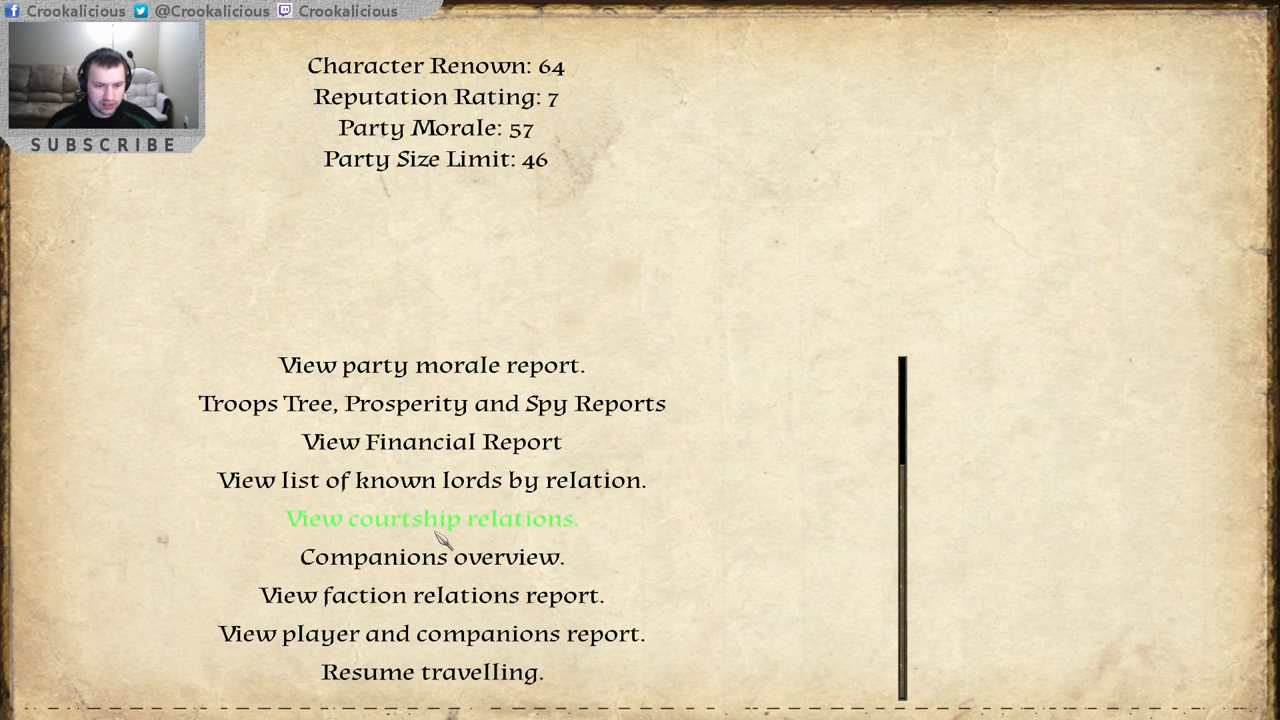 Crookalicious @Crookalicious Crookalicious
SUBSCRIBE
Character Renown: 64
Reputation Rating: 7
Party Morale: 57
Party Size Limit: 46
View party morale report.
Troops Tree, Prosperity and Spy Reports
View Financial Report
View list of known lords by relation.
View courtship relations.
Companions overview.
View faction relations report.
View player and companions report.
Resume travelling.